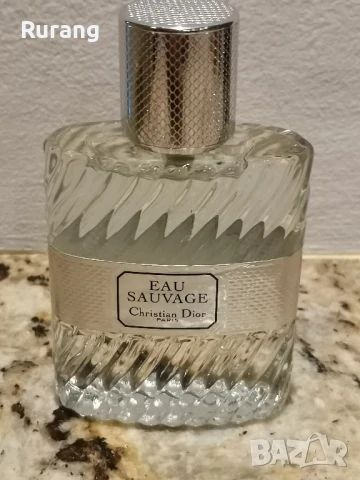 Rurang
EAU
SAUVAGE
Christian Dior
PARIS
BAZAR